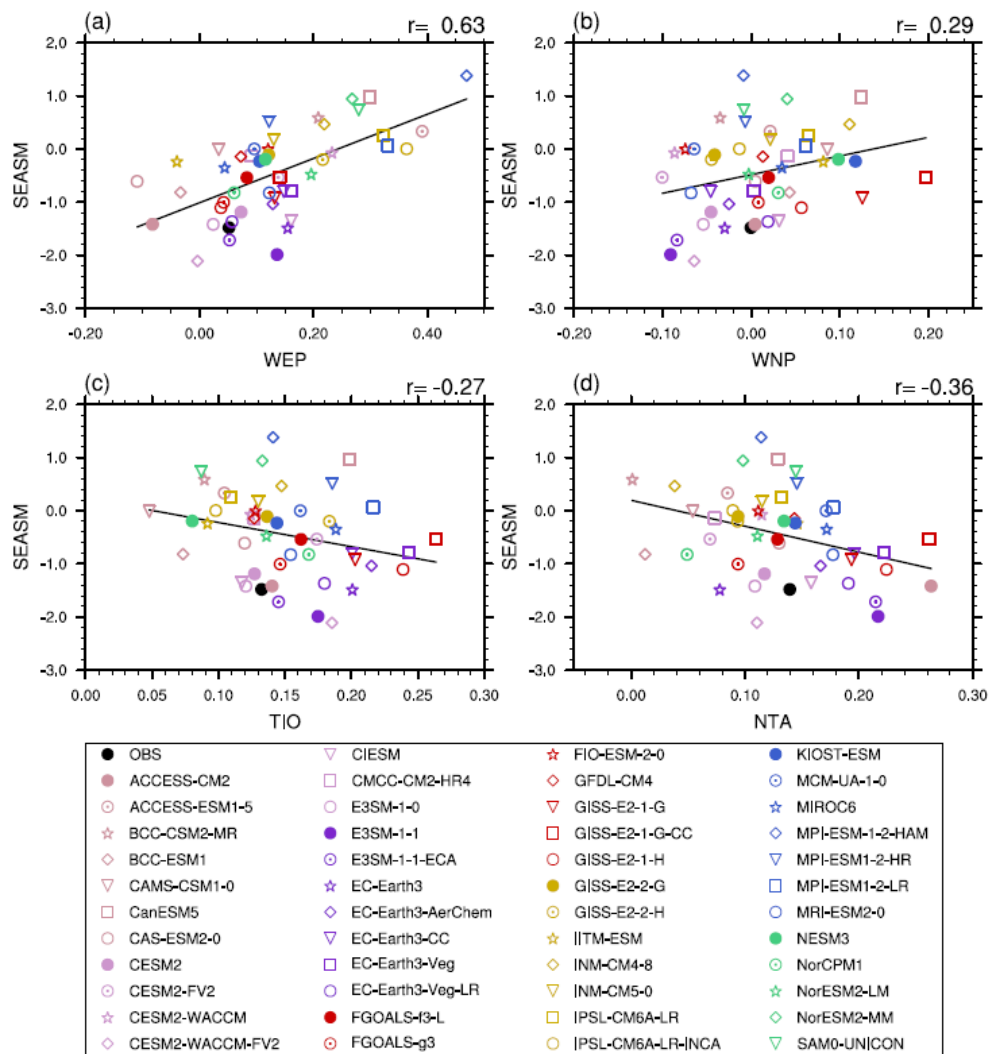 (a) r= 0.63 (b) r= 0.29
2.0 2.0
1.0 1.0
0.0 0.0
SEASM SEASM
-1.0 -1.0
-2.0 -2.0
-3.0 -3.0
-0.20 0.00 0.20 0.40 -0.20 -0.10 0.00 0.10 0.20
WEP WNP
(c) r= -0.27 (d) r= -0.36
2.0 2.0
1.0 1.0
0.0 0.0
SEASM SEASM
-1.0 -1.0
-2.0 -2.0
-3.0 -3.0
0.00 0.05 0.10 0.15 0.20 0.25 0.30 0.00 0.10 0.20 0.30
TIO NTA
OBS CIESM FIO-ESM-2-0 KIOST-ESM
ACCESS-CM2 CMCC-CM2-HR4 GFDL-CM4 MCM-UA-1-0
ACCESS-ESM1-5 E3SM-1-0 GISS-E2-1-G MIROC6
BCC-CSM2-MR E3SM-1-1 GISS-E2-1-G-CC MPI-ESM-1-2-HAM
BCC-ESM1 E3SM-1-1-ECA GISS-E2-1-H MPI-ESM1-2-HR
CAMS-CSM1-0 EC-Earth3 GISS-E2-2-G MPI-ESM1-2-LR
CanESM5 EC-Earth3-AerChem GISS-E2-2-H MRI-ESM2-0
CAS-ESM2-0 EC-Earth3-CC IITM-ESM NESM3
CESM2 EC-Earth3-Veg INM-CM4-8 NorCPM1
CESM2-FV2 EC-Earth3-Veg-LR INM-CM5-0 NorESM2-LM
CESM2-WACCM FGOALS-f3-L IPSL-CM6A-LR NorESM2-MM
CESM2-WACCM-FV2 FGOALS-g3 IPSL-CM6A-LR-INCA SAM0-UNICON